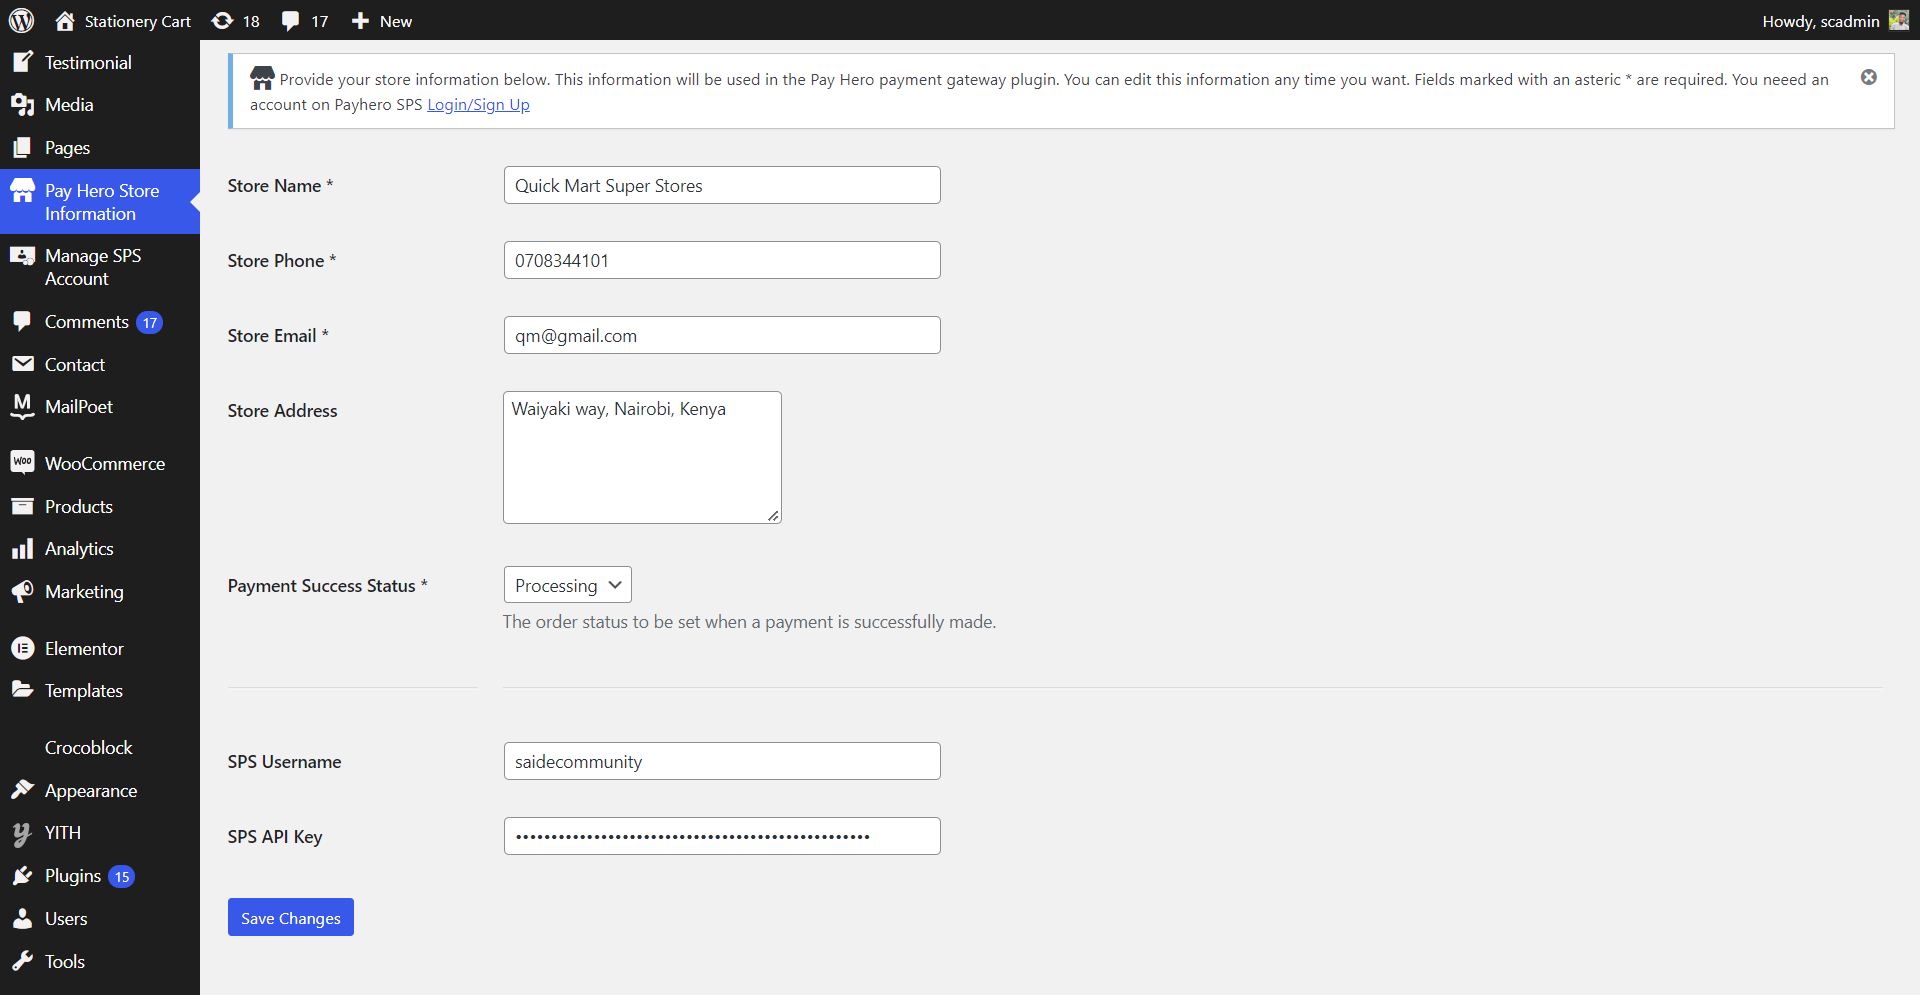 Stationery Cart 18 17 New Howdy, scadmin
Testimonial
Media
Pages
Pay Hero Store
Information
Manage SPS
Account
Comments 17
Contact
MailPoet
WooCommerce
Products
Analytics
Marketing
Elementor
Templates
Crocoblock
Appearance
YITH
Plugins 15
Users
Tools
Provide your store information below. This information will be used in the Pay Hero payment gateway plugin. You can edit this information any time you want. Fields marked with an asteric * are required. You neeed an
account on Payhero SPS Login/Sign Up
Store Name *
Quick Mart Super Stores
Store Phone *
0708344101
Store Email *
qm@gmail.com
Store Address
Waiyaki way, Nairobi, Kenya
Payment Success Status *
Processing
The order status to be set when a payment is successfully made.
SPS Username
saidecommunity
SPS API Key
Save Changes